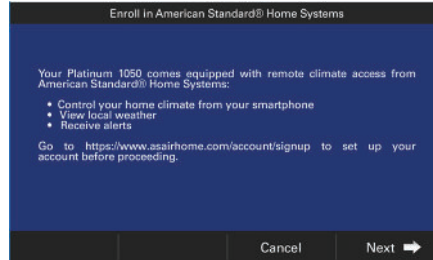 Enroll in American Standard® Home Systems
Your Platinum 1050 comes equipped with remote climate access from
American Standard® Home Systems:
• Control your home climate from your smartphone
• View local weather
• Receive alerts
Go to https://www.asairhome.com/account/signup to set up your
account before proceeding.
Cancel Next